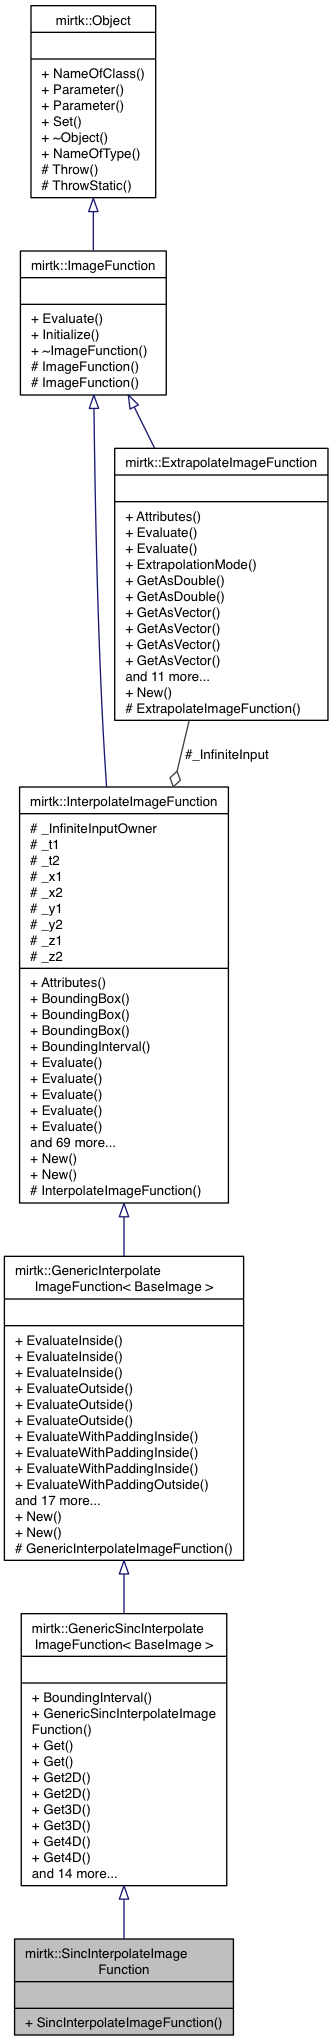 mirtk::Object
+ NameOfClass()
+ Parameter()
+ Parameter()
+ Set()
+ ~Object()
+ NameOfType()
# Throw()
# ThrowStatic()
mirtk::ImageFunction
+ Evaluate()
+ Initialize()
+ ~ImageFunction()
# ImageFunction()
# ImageFunction()
mirtk::ExtrapolateImageFunction
+ Attributes()
+ Evaluate()
+ Evaluate()
+ ExtrapolationMode()
+ GetAsDouble()
+ GetAsDouble()
+ GetAsVector()
+ GetAsVector()
+ GetAsVector()
+ GetAsVector()
and 11 more...
+ New()
# ExtrapolateImageFunction()
#_InfiniteInput
mirtk::InterpolateImageFunction
# _InfiniteInputOwner
# _t1
# _t2
# _x1
# _x2
# _y1
# _y2
# _z1
# _z2
+ Attributes()
+ BoundingBox()
+ BoundingBox()
+ BoundingBox()
+ BoundingInterval()
+ Evaluate()
+ Evaluate()
+ Evaluate()
+ Evaluate()
+ Evaluate()
and 69 more...
+ New()
+ New()
# InterpolateImageFunction()
mirtk::GenericInterpolate
ImageFunction< BaseImage >
+ EvaluateInside()
+ EvaluateInside()
+ EvaluateInside()
+ EvaluateOutside()
+ EvaluateOutside()
+ EvaluateOutside()
+ EvaluateWithPaddingInside()
+ EvaluateWithPaddingInside()
+ EvaluateWithPaddingInside()
+ EvaluateWithPaddingOutside()
and 17 more...
+ New()
+ New()
# GenericInterpolateImageFunction()
mirtk::GenericSincInterpolate
ImageFunction< BaseImage >
+ BoundingInterval()
+ GenericSincInterpolateImage
Function()
+ Get()
+ Get()
+ Get2D()
+ Get2D()
+ Get3D()
+ Get3D()
+ Get4D()
+ Get4D()
and 14 more...
mirtk::SincInterpolateImage
Function
+ SincInterpolateImageFunction()